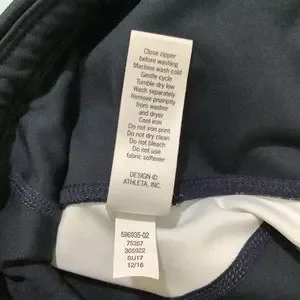 Close zipper
before washing
Machine wash cold
Gentle cycle
Tumble dry low
Wash separately
Remove promptly
from washer
and dryer
Cool iron
Do not iron print
Do not dry clean
Do not bleach
Do not use
fabric softener
DESIGN ©
ATHLETA, INC.
596935-02
75357
305922
SU17
12/16